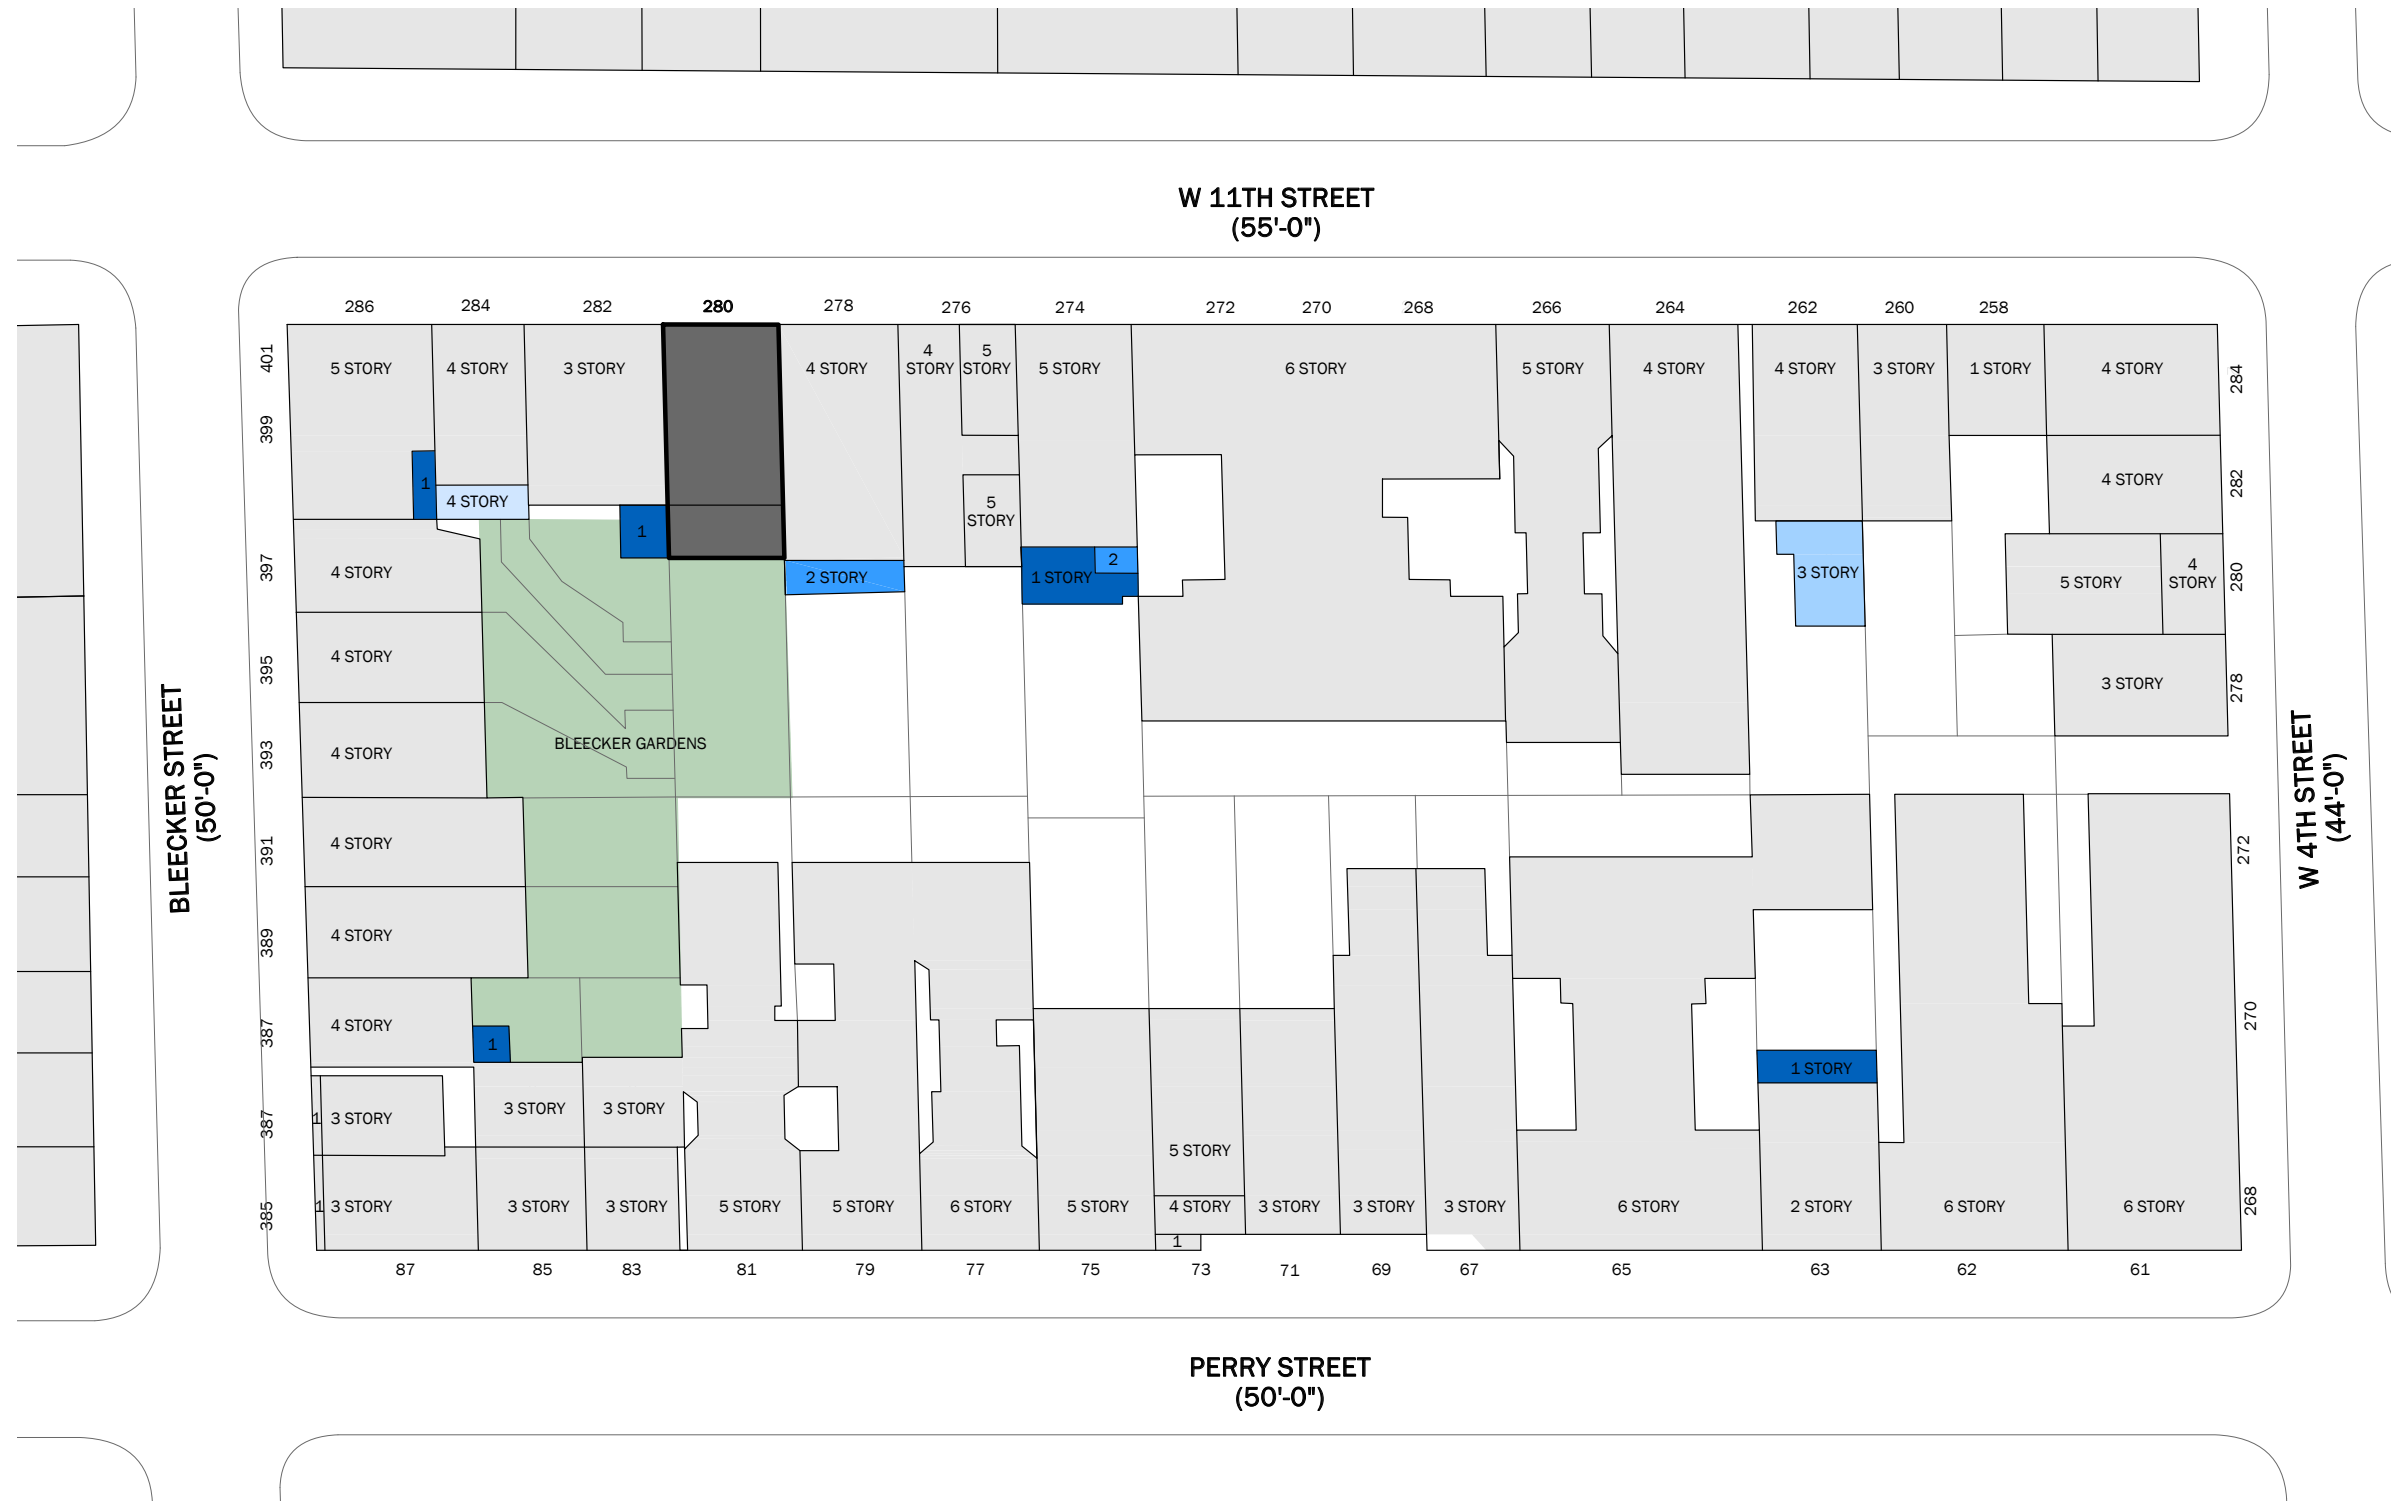 W 11TH STREET
(55'-0")
286 284 282 280 278 276 274 272 270 268 266 264 262 260 258
401
399
397
395
393
391
389
387
387
385
BLEECKER STREET
(50'-0")
5 STORY
4 STORY
3 STORY
4 STORY
4
STORY
5
STORY
5 STORY
6 STORY
5 STORY
4 STORY
4 STORY
3 STORY
1 STORY
4 STORY
284
1
4 STORY
1
5
STORY
4 STORY
282
4 STORY
2 STORY
1 STORY
2
3 STORY
5 STORY
4
STORY
280
4 STORY
3 STORY
278
4 STORY
BLEECKER GARDENS
W 4TH STREET
(44'-0")
4 STORY
272
4 STORY
4 STORY
1
270
1 STORY
1
3 STORY
3 STORY
3 STORY
5 STORY
1
3 STORY
3 STORY
3 STORY
5 STORY
5 STORY
6 STORY
5 STORY
4 STORY
3 STORY
3 STORY
3 STORY
6 STORY
2 STORY
6 STORY
6 STORY
268
1
87 85 83 81 79 77 75 73 71 69 67 65 63 62 61
PERRY STREET
(50'-0")